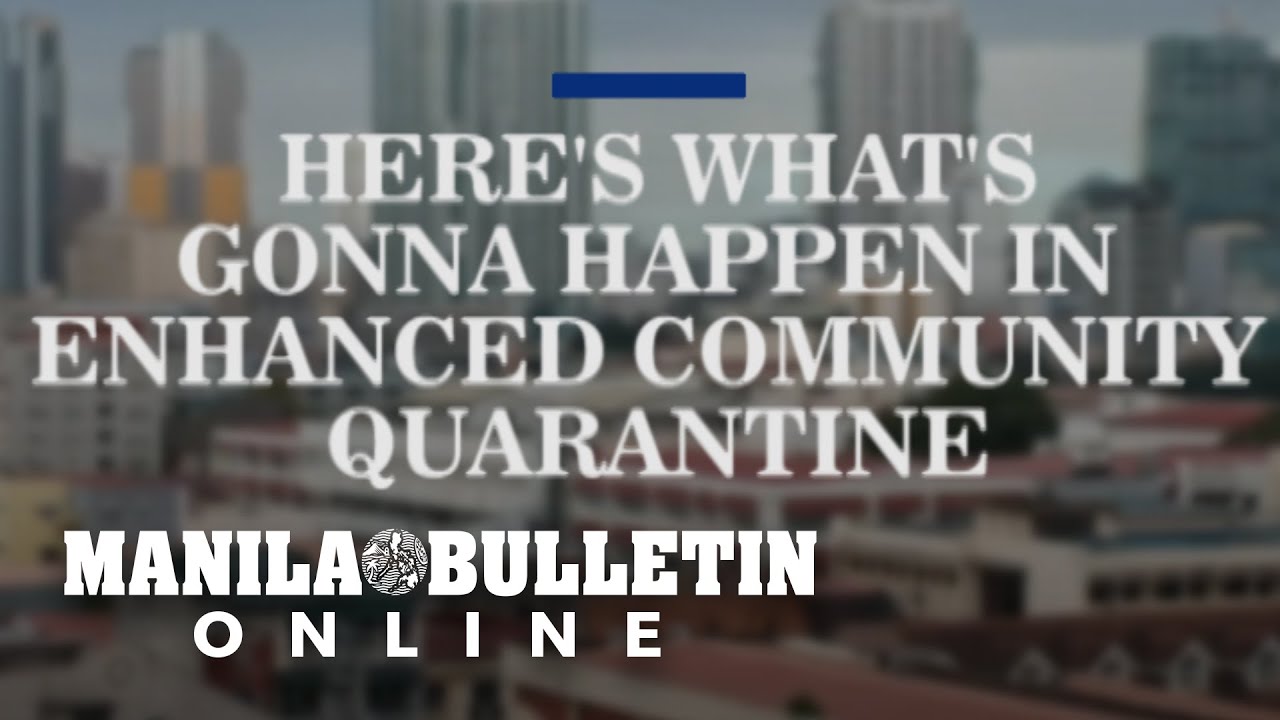 HERE'S WHAT'S
GONNA HAPPEN IN
ENHANCED COMMUNITY
QUARANTINE
MANILA BULLETIN
ONLINE